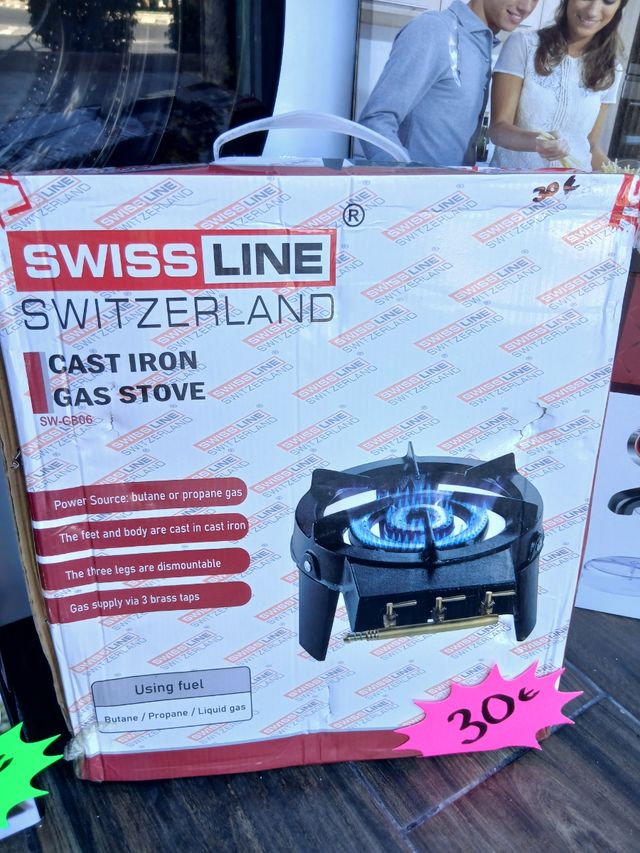 30 €
SWISS LINE ®
SWITZERLAND
CAST IRON
GAS STOVE
SW-GB06
Power Source: butane or propane gas
The feet and body are cast in cast iron
The three legs are dismountable
Gas supply via 3 brass taps
Using fuel
Butane / Propane / Liquid gas
30€